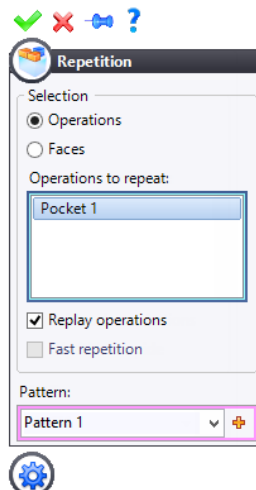 ?
Repetition
Selection
Operations
Faces
Operations to repeat:
Pocket 1
Replay operations
Fast repetition
Pattern:
Pattern 1